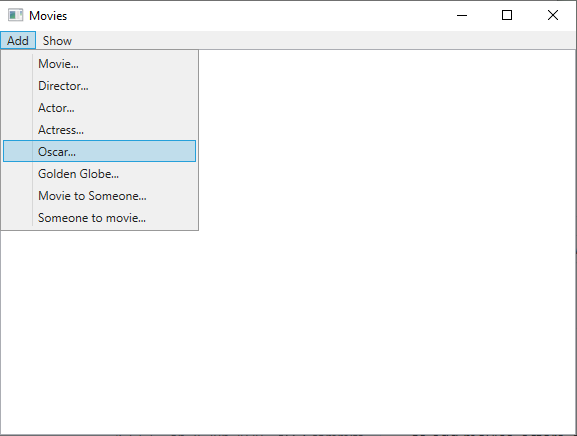 Movies
Add Show
Movie...
Director...
Actor...
Actress...
Oscar...
Golden Globe...
Movie to Someone...
Someone to movie...